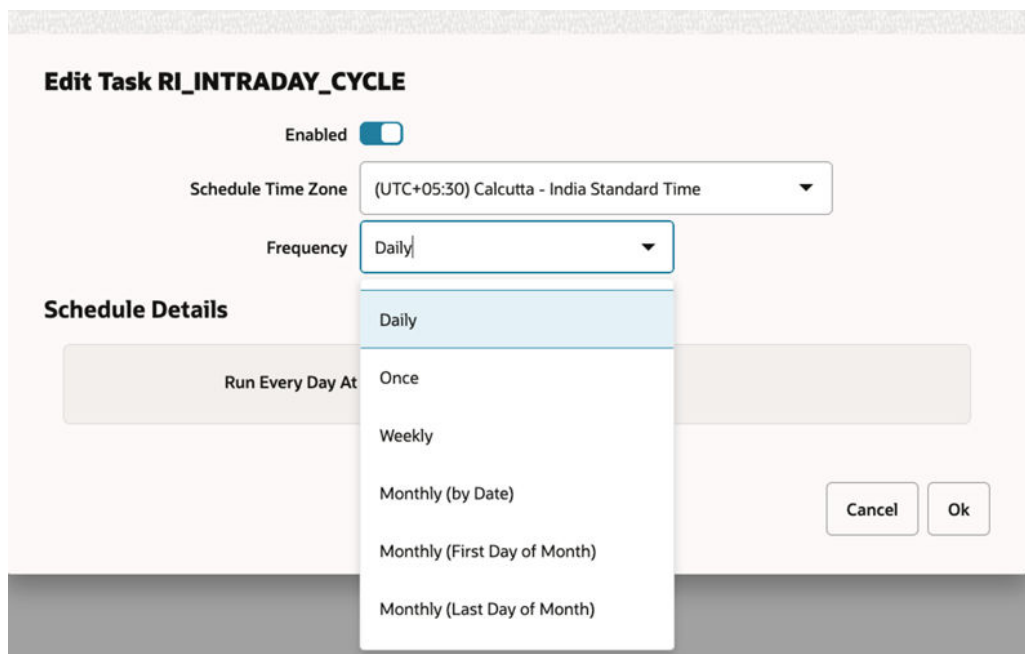 Edit Task RI_INTRADAY_CYCLE
Enabled
Schedule Time Zone (UTC+05:30) Calcutta - India Standard Time
Frequency Daily
Schedule Details
Daily
Run Every Day At
Once
Weekly
Monthly (by Date)
Monthly (First Day of Month)
Monthly (Last Day of Month)
Cancel Ok